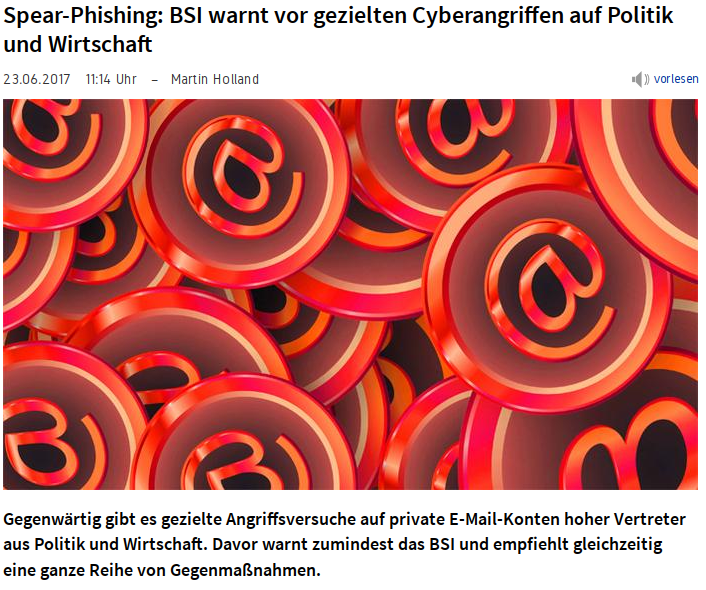 Spear-Phishing: BSI warnt vor gezielten Cyberangriffen auf Politik
und Wirtschaft
23.06.2017 11:14 Uhr – Martin Holland
vorlesen
@
@
@
@
@
@
@
@
Gegenwärtig gibt es gezielte Angriffsversuche auf private E-Mail-Konten hoher Vertreter
aus Politik und Wirtschaft. Davor warnt zumindest das BSI und empfiehlt gleichzeitig
eine ganze Reihe von Gegenmaßnahmen.